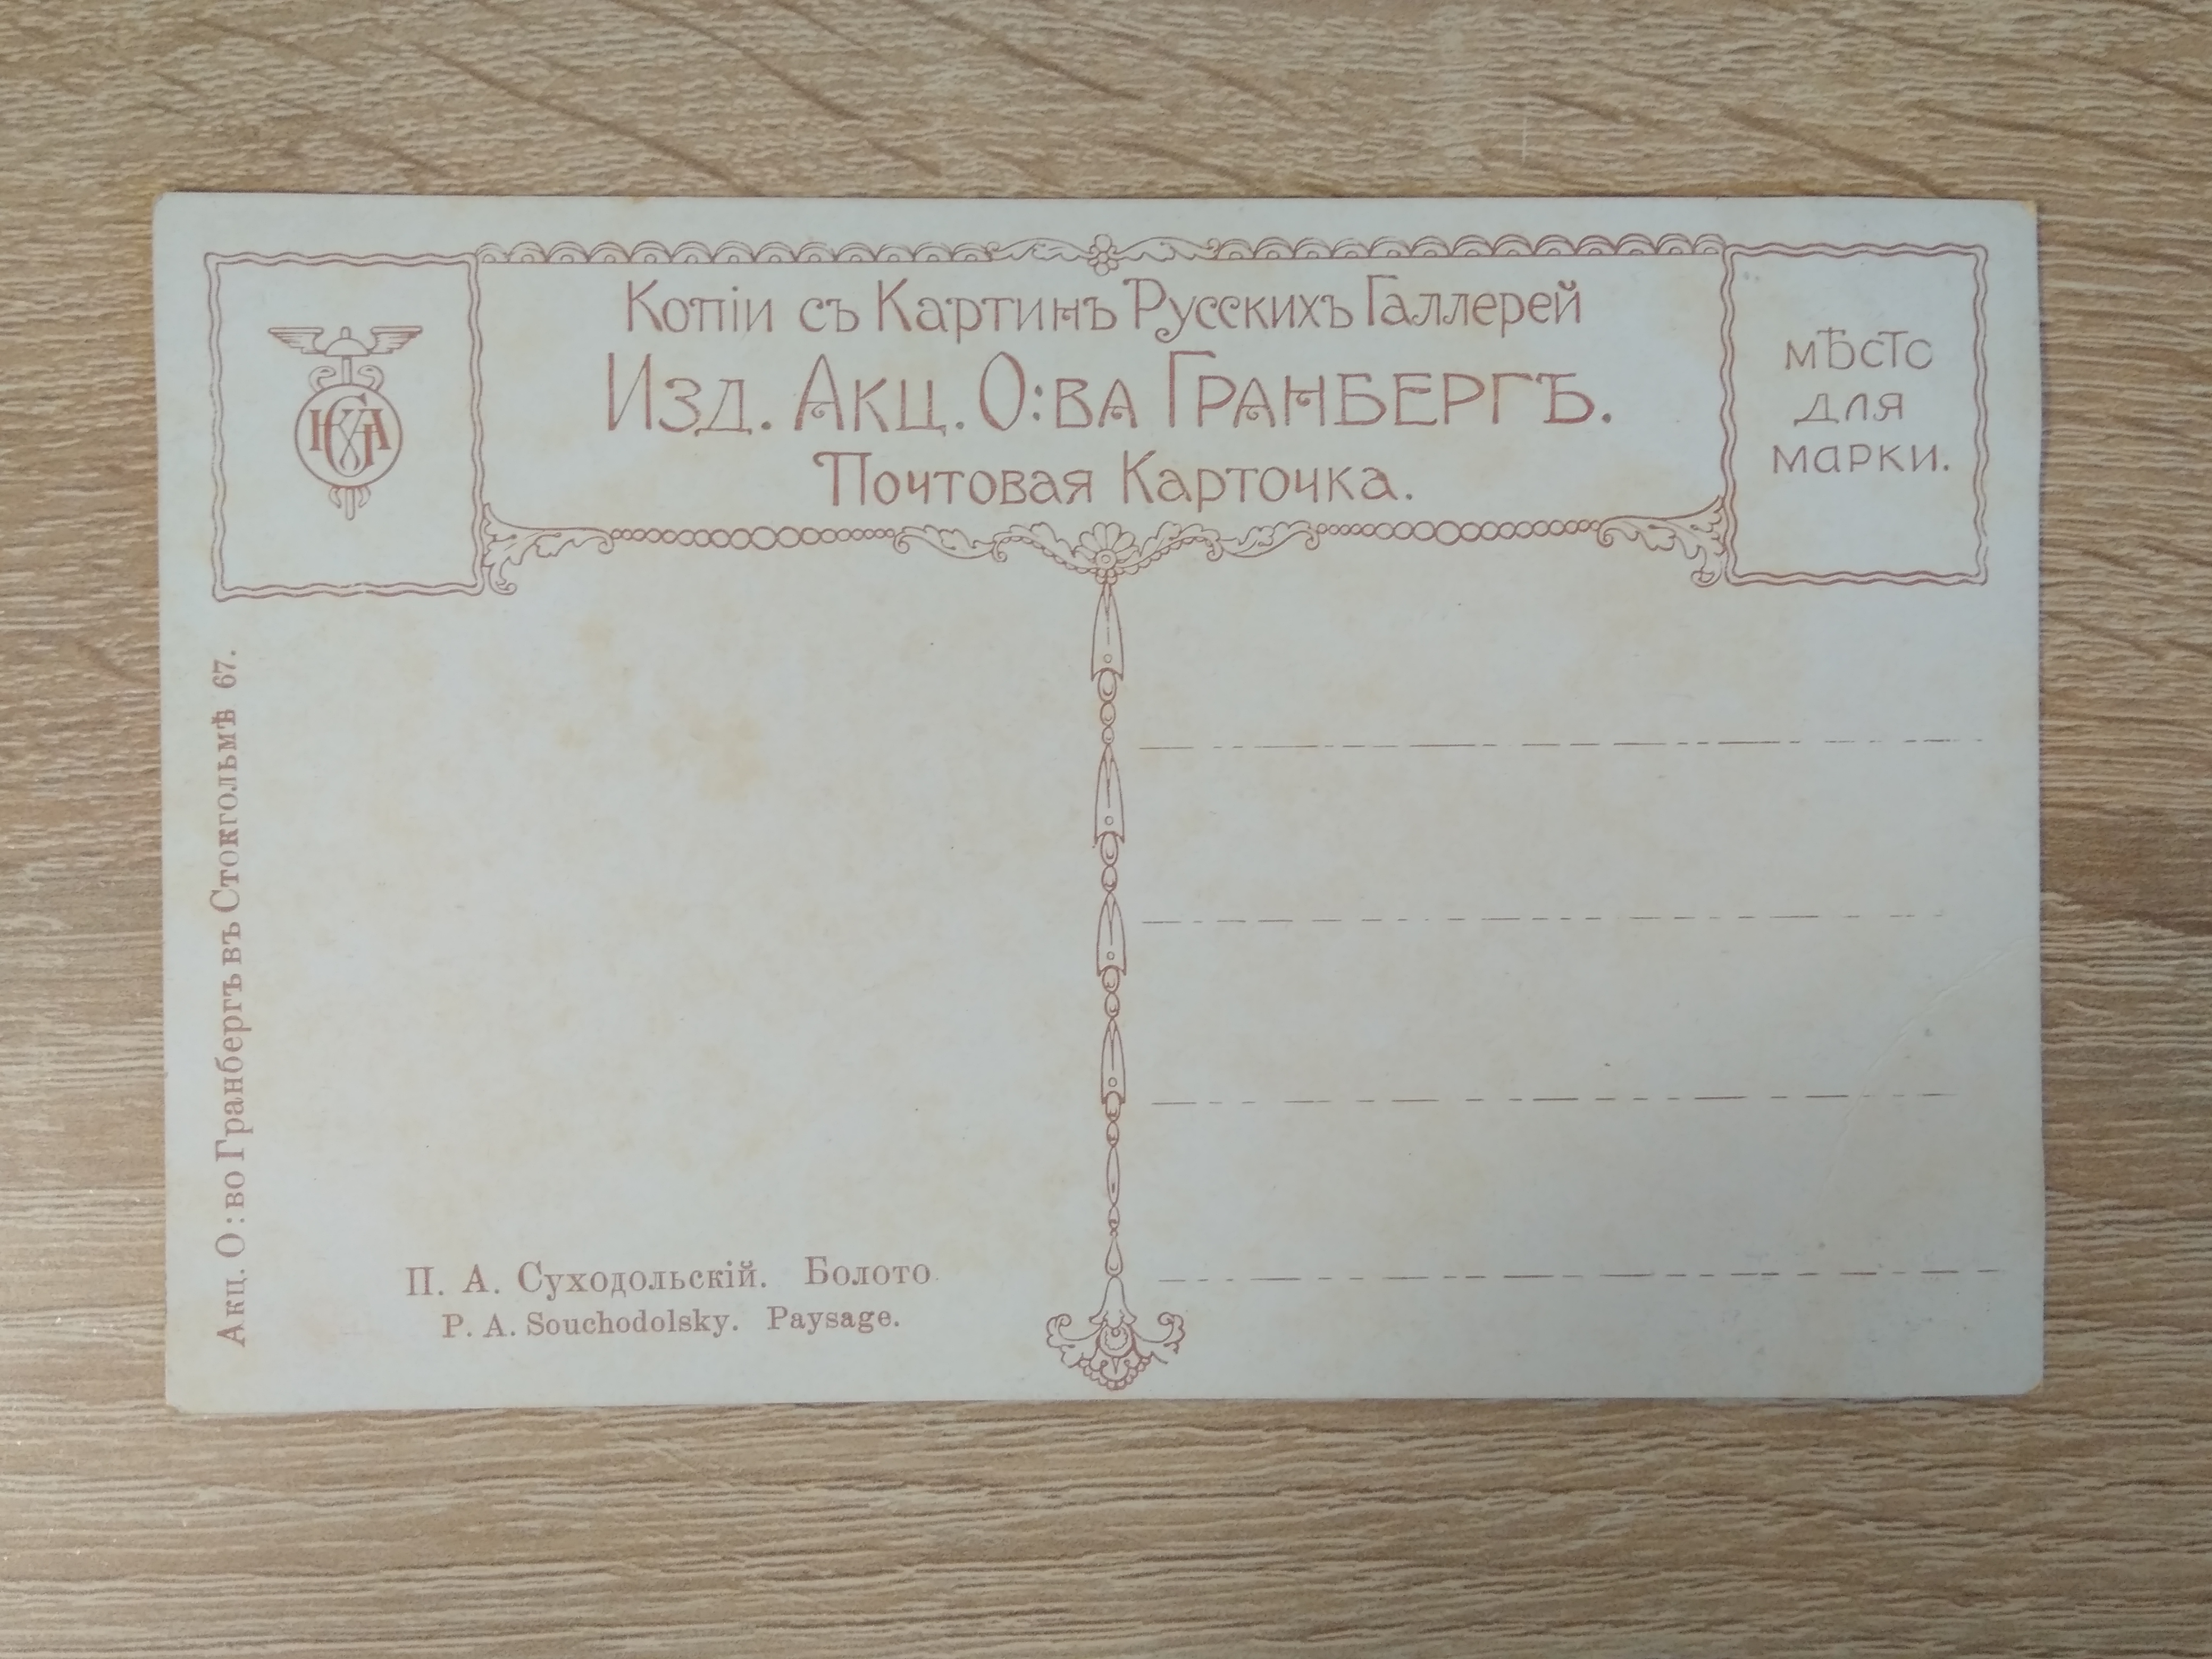 Копіи съ Картинъ Русскихъ Галлерей
Изд. Акц. О:ва Гранбергъ.
Почтовая Карточка.
мѣсто
для
марки.
Акц. О:во Гранбергъ въ Стокгольмѣ 67.
П. А. Суходольскій. Болото
P. A. Souchodolsky. Paysage.